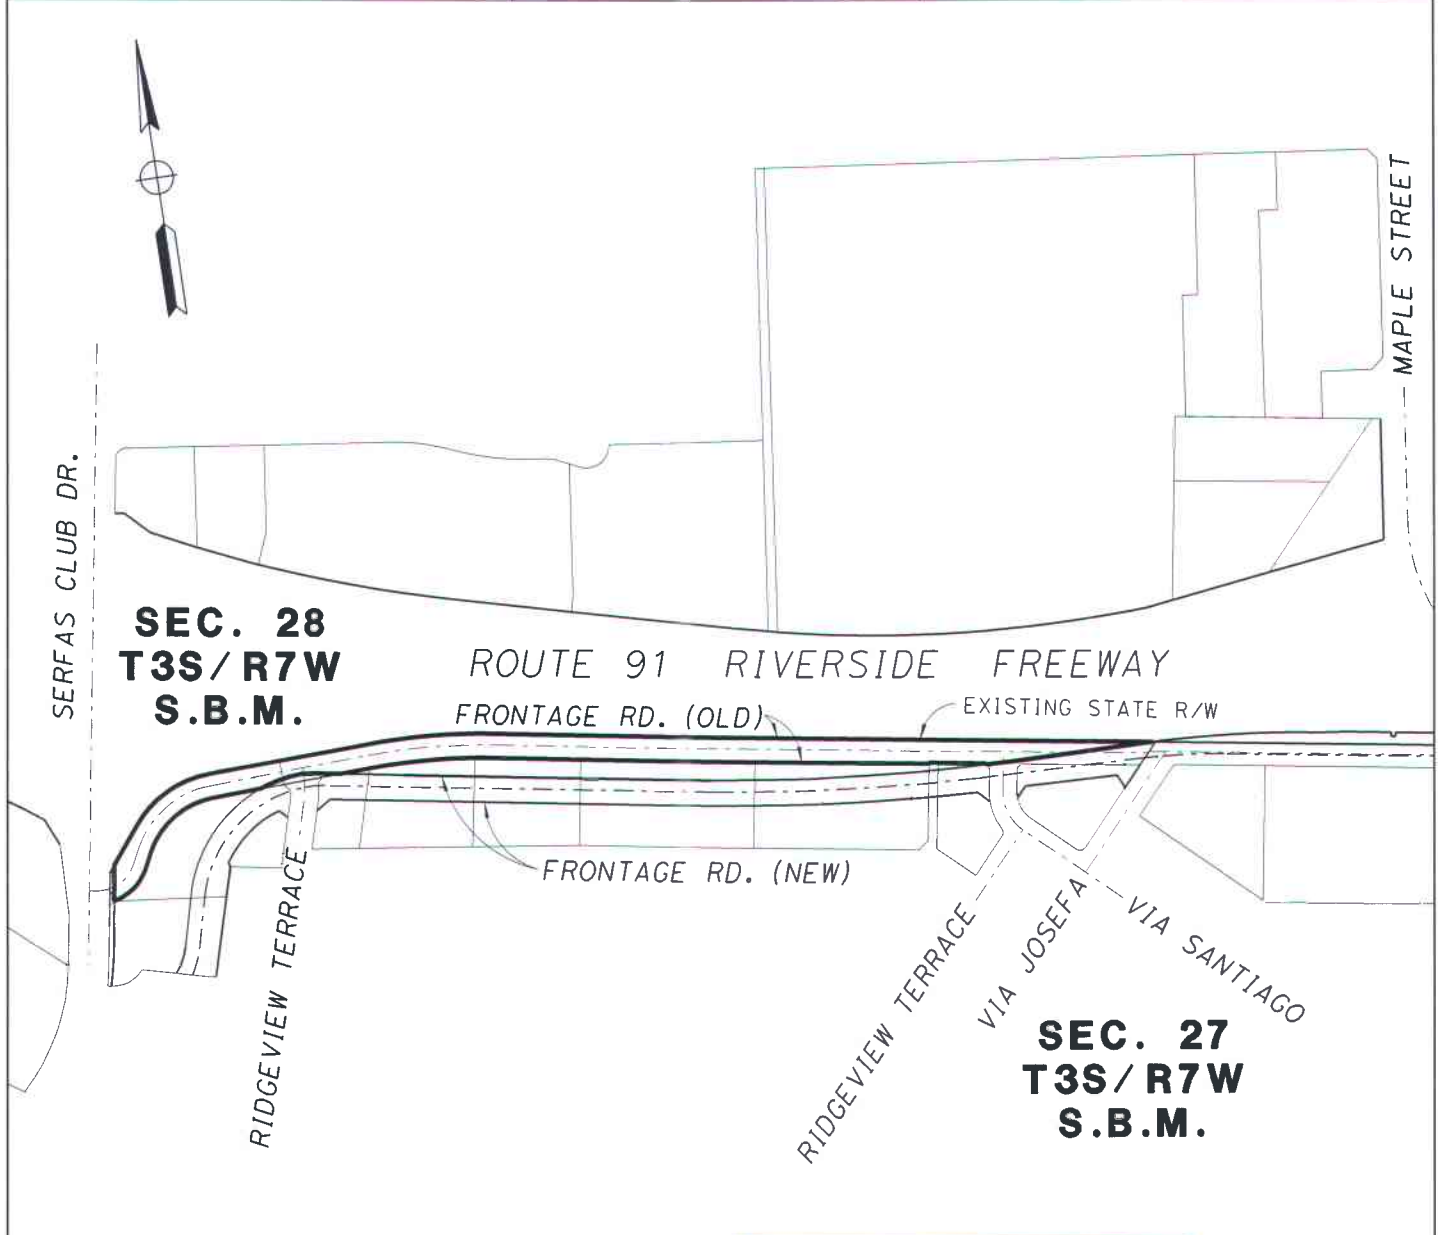 MAPLE STREET
SERFAS CLUB DR.
SEC. 28
T3S/R7W
S.B.M.
ROUTE 91 RIVERSIDE FREEWAY
FRONTAGE RD. (OLD)
EXISTING STATE R/W
FRONTAGE RD. (NEW)
RIDGEVIEW TERRACE
RIDGEVIEW TERRACE
VIA JOSEFA
VIA SANTIAGO
SEC. 27
T3S/R7W
S.B.M.